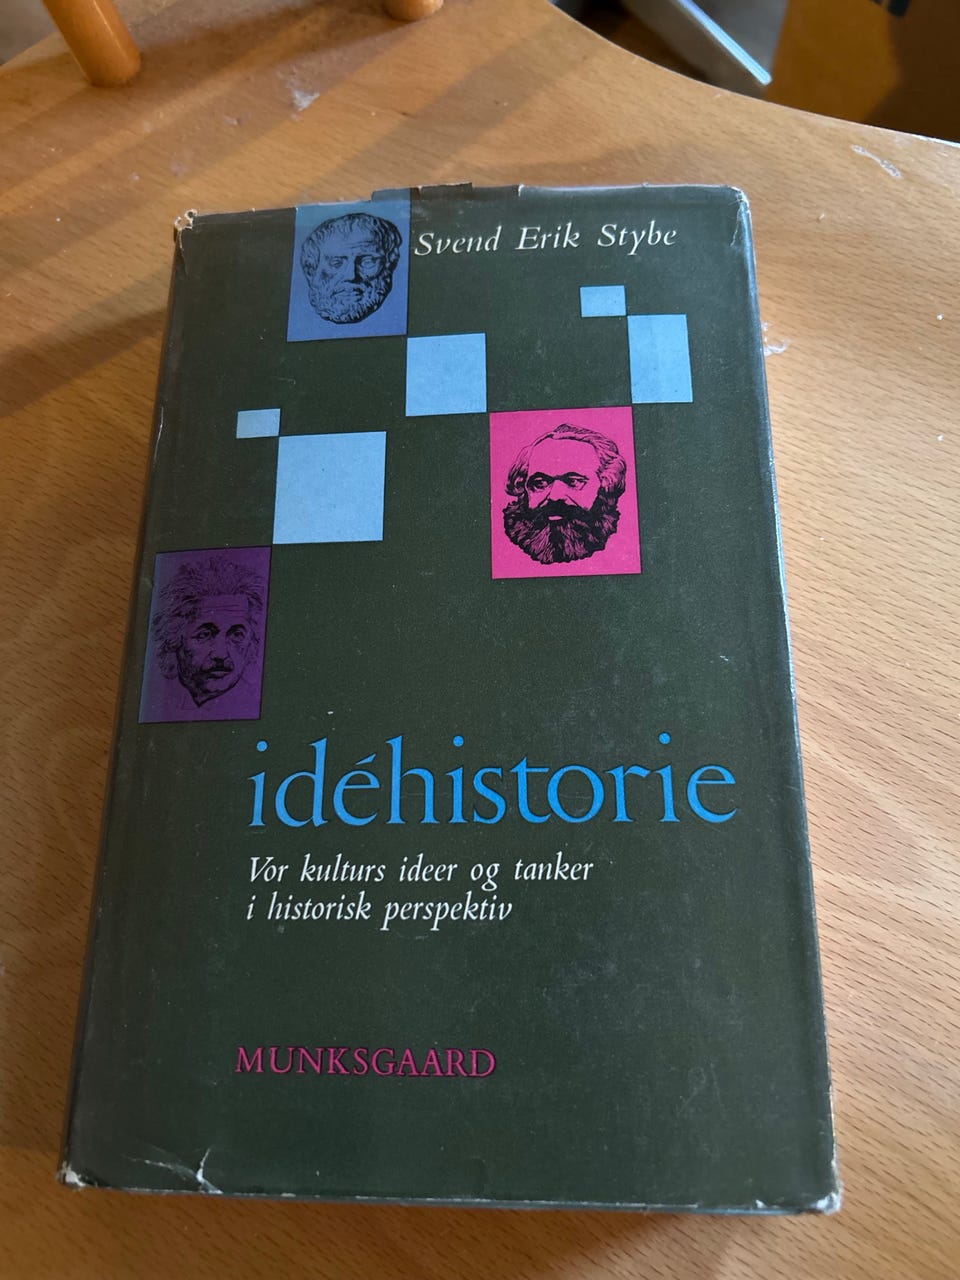 Svend Erik Stybe
idéhistorie
Vor kulturs ideer og tanker
i historisk perspektiv
MUNKSGAARD